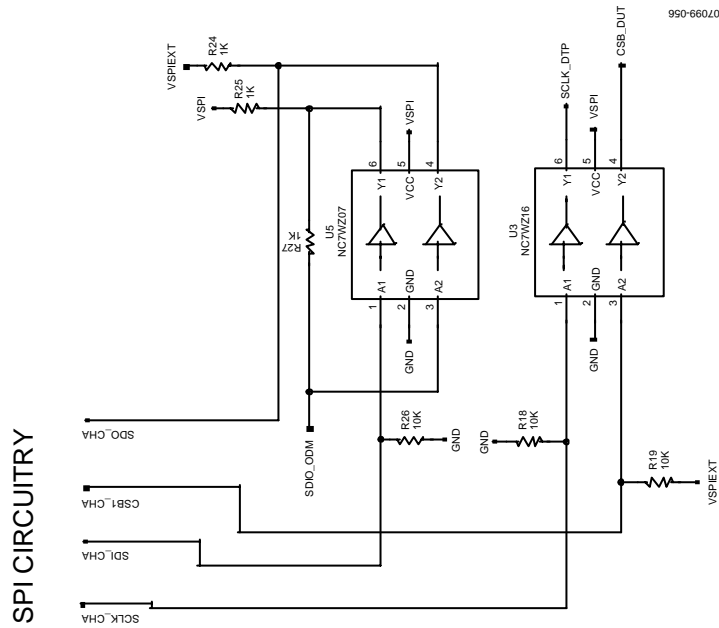 SPI CIRCUITRY
SCLK_CHA
SDI_CHA
CSB1_CHA
SDO_CHA
VSPIEXT
R24
1K
VSPI
R25
1K
R27
1K
SDIO_ODM
R26
10K
GND
U5
NC7WZ07
1
A1
Y1
6
2
GND
VCC
5
3
A2
Y2
4
GND
VSPI
GND
R18
10K
R19
10K
VSPIEXT
U3
NC7WZ16
1
A1
Y1
6
2
GND
VCC
5
3
A2
Y2
4
GND
VSPI
SCLK_DTP
CSB_DUT
07099-056